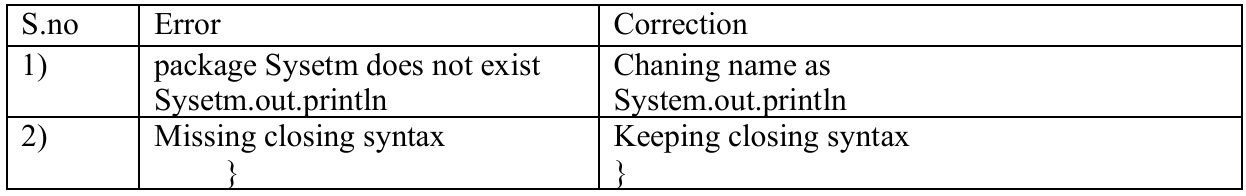 S.no Error Correction
1) package Sysetm does not exist Chaning name as
Sysetm.out.println System.out.println
2) Missing closing syntax Keeping closing syntax
} }